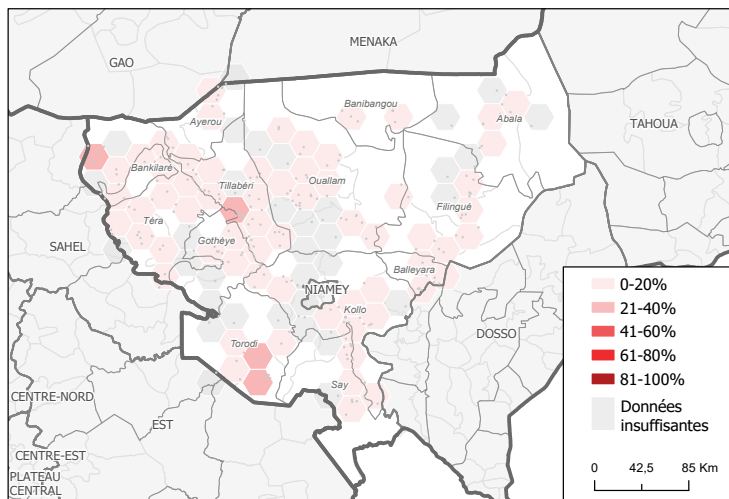 MENAKA
GAO
Banibangou
Abala
Ayerou
TAHOUA
Bankilaré
Tillabéri
Ouallam
Filingué
Téra
Gothèye
SAHEL
Balleyara
NIAMEY
Kollo
DOSSO
Torodi
Say
CENTRE-NORD
EST
CENTRE-EST
PLATEAU
CENTRAL
0-20%
21-40%
41-60%
61-80%
81-100%
Données
insuffisantes
0 42,5 85 Km